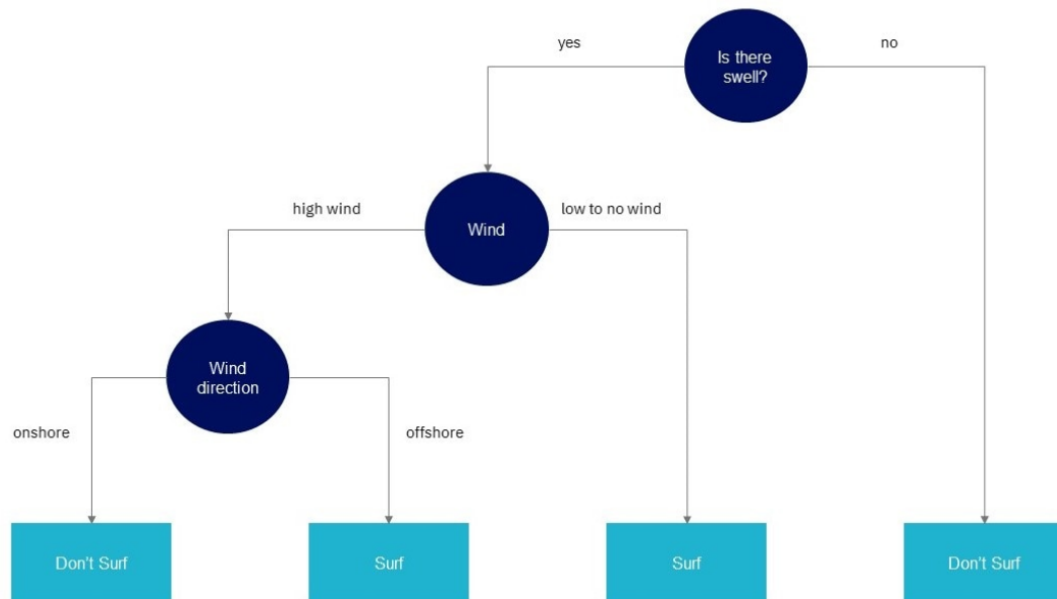 yes
no
Is there
swell?
high wind
low to no wind
Wind
Wind
direction
onshore
offshore
Don't Surf
Surf
Surf
Don't Surf